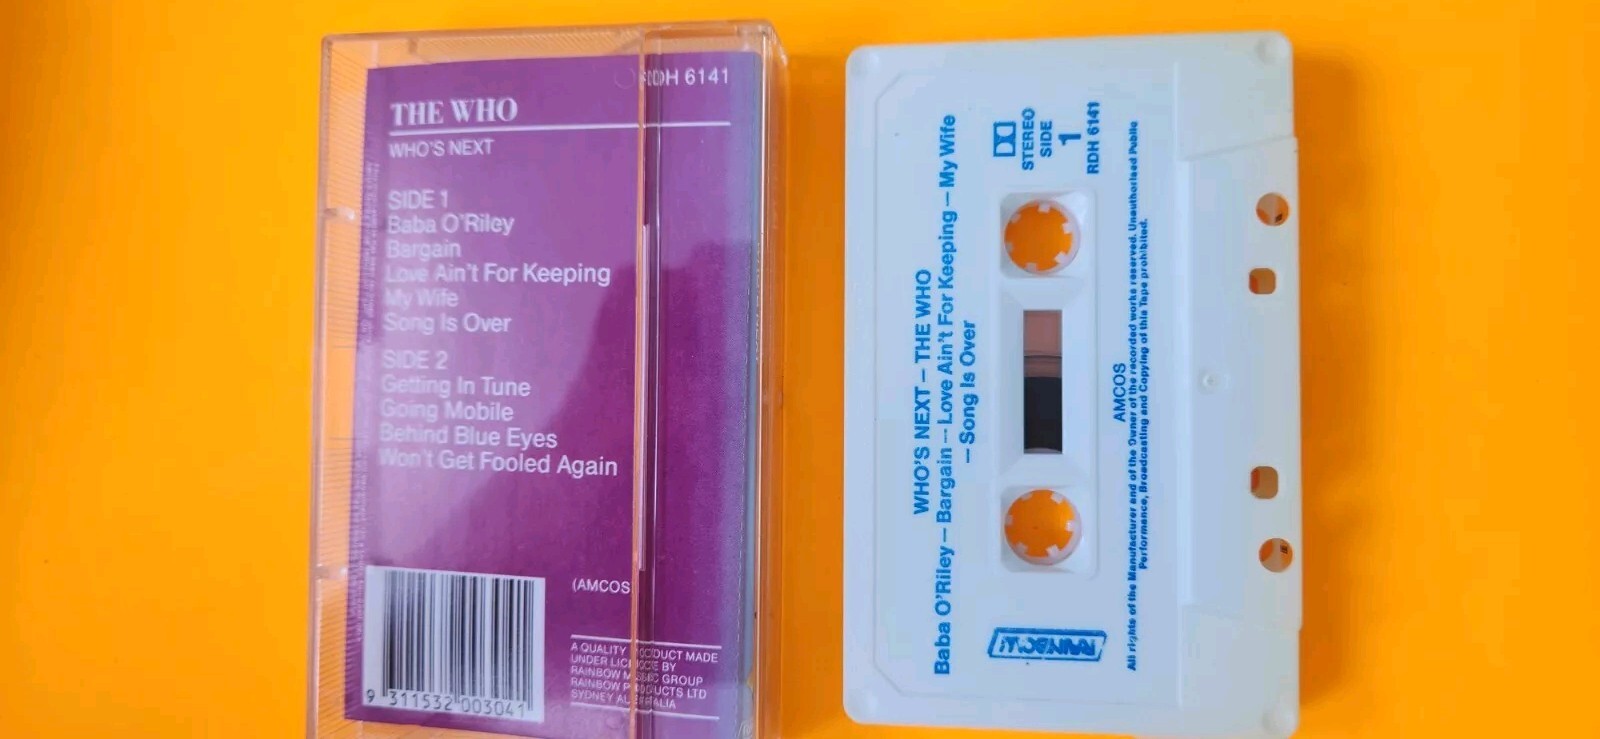 RDH 6141
THE WHO
WHO'S NEXT
SIDE 1
Baba O'Riley
Bargain
Love Ain't For Keeping
My Wife
Song Is Over
SIDE 2
Getting In Tune
Going Mobile
Behind Blue Eyes
Won't Get Fooled Again
(AMCOS)
A QUALITY PRODUCT MADE
UNDER LICENCE BY
RAINBOW MUSIC GROUP
RAINBOW PRODUCTS LTD
SYDNEY AUSTRALIA
9 311532 003041
WHO'S NEXT – THE WHO
Baba O'Riley – Bargain – Love Ain't For Keeping – My Wife
– Song Is Over
STEREO
SIDE
1
RDH 6141
RAINBOW
AMCOS
All rights of the Manufacturer and of the Owner of the recorded works reserved. Unauthorised Public
Performance, Broadcasting and Copying of this Tape prohibited.